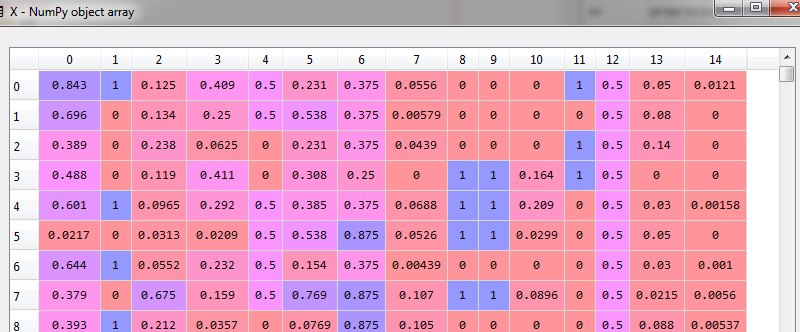 X - NumPy object array
0 1 2 3 4 5 6 7 8 9 10 11 12 13 14
0 0.843 1 0.125 0.409 0.5 0.231 0.375 0.0556 0 0 0 1 0.5 0.05 0.0121
1 0.696 0 0.134 0.25 0.5 0.538 0.375 0.00579 0 0 0 0 0.5 0.08 0
2 0.389 0 0.238 0.0625 0 0.231 0.375 0.0439 0 0 0 1 0.5 0.14 0
3 0.488 0 0.119 0.411 0 0.308 0.25 0 1 1 0.164 1 0.5 0 0
4 0.601 1 0.0965 0.292 0.5 0.385 0.375 0.0688 1 1 0.209 0 0.5 0.03 0.00158
5 0.0217 0 0.0313 0.0209 0.5 0.538 0.875 0.0526 1 1 0.0299 0 0.5 0.05 0
6 0.644 1 0.0552 0.232 0.5 0.154 0.375 0.00439 0 0 0 0 0.5 0.03 0.001
7 0.379 0 0.675 0.159 0.5 0.769 0.875 0.107 1 1 0.0896 0 0.5 0.0215 0.0056
8 0.393 1 0.212 0.0357 0 0.0769 0.875 0.105 0 0 0 0 0.5 0.088 0.00537